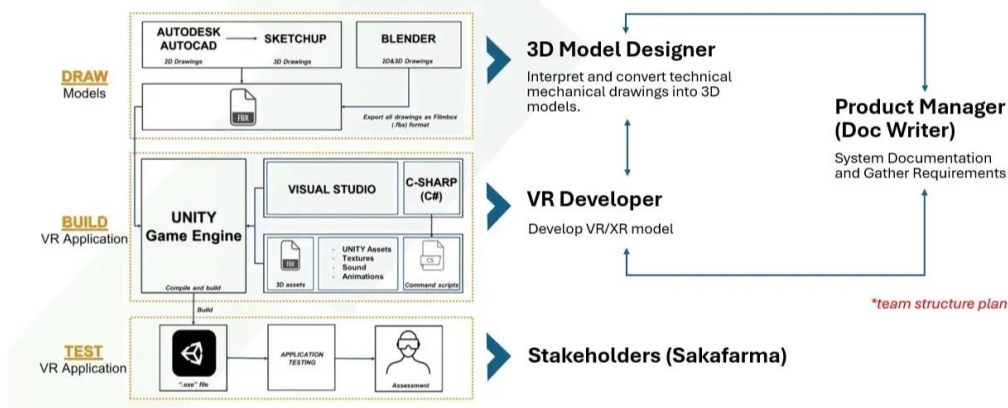 DRAW
Models
AUTODESK
AUTOCAD
2D Drawings
SKETCHUP
3D Drawings
BLENDER
2D&3D Drawings
FBX
Export all drawings as Filmbox
(.fbx) format
3D Model Designer
Interpret and convert technical
mechanical drawings into 3D
models.
Product Manager
(Doc Writer)
System Documentation
and Gather Requirements
BUILD
VR Application
UNITY
Game Engine
Compile and build
VISUAL STUDIO
C-SHARP
(C#)
FBX
3D assets
- UNITY Assets
- Textures
- Sound
- Animations
CS
Command scripts
VR Developer
Develop VR/XR model
*team structure plan
Build
TEST
VR Application
".exe" file
APPLICATION
TESTING
Assessment
Stakeholders (Sakafarma)